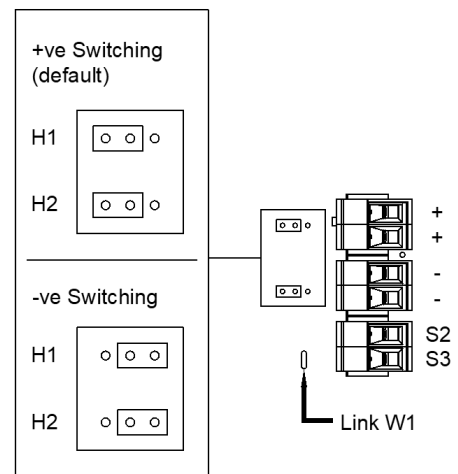 +ve Switching
(default)
H1
H2
-ve Switching
H1
H2
+
+
-
-
S2
S3
Link W1